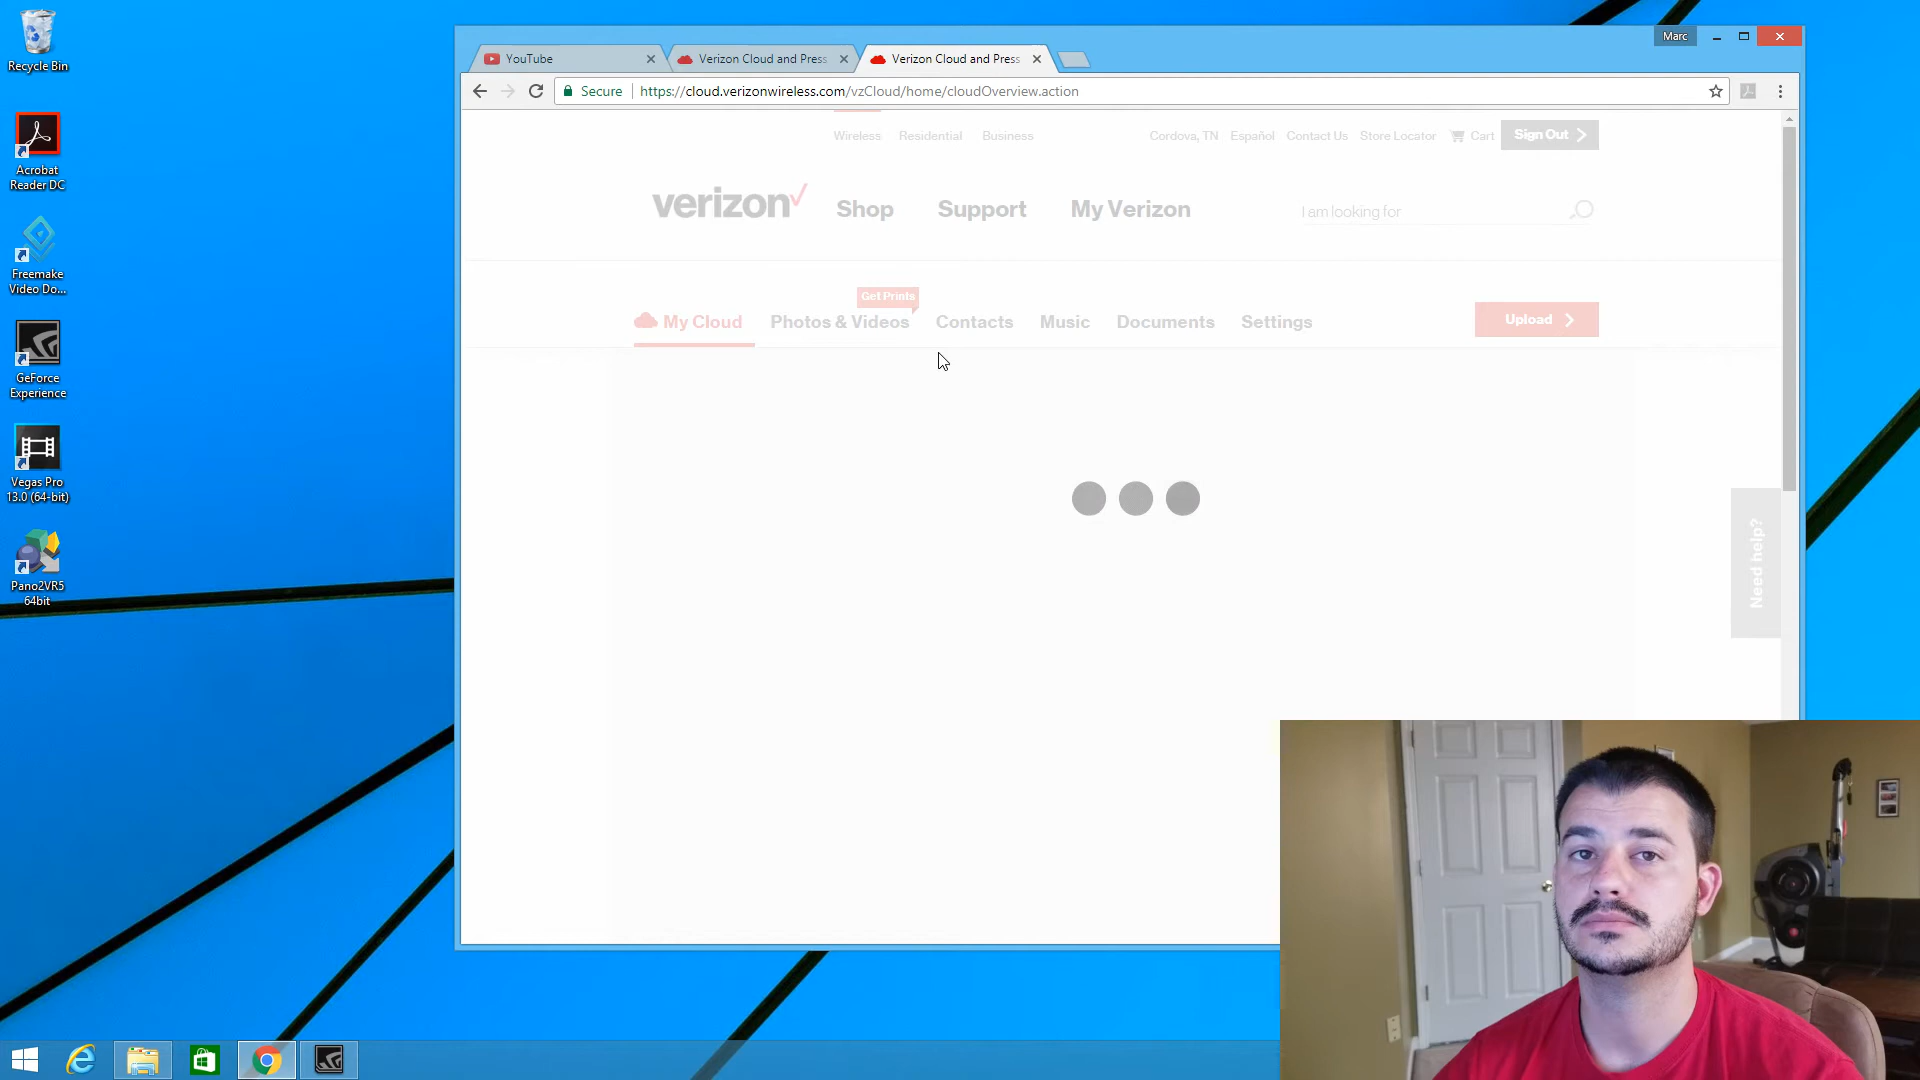 Recycle Bin
Acrobat
Reader DC
Freemake
Video Do...
GeForce
Experience
Vegas Pro
13.0 (64-bit)
Pano2VR5
64bit
Marc
YouTube
Verizon Cloud and Press
Verizon Cloud and Press
Secure
https://cloud.verizonwireless.com/vzCloud/home/cloudOverview.action
Wireless Residential Business
Cordova, TN Español Contact Us Store Locator Cart Sign Out
verizon Shop Support My Verizon
I am looking for
Get Prints
My Cloud Photos & Videos Contacts Music Documents Settings
Upload
Need help?